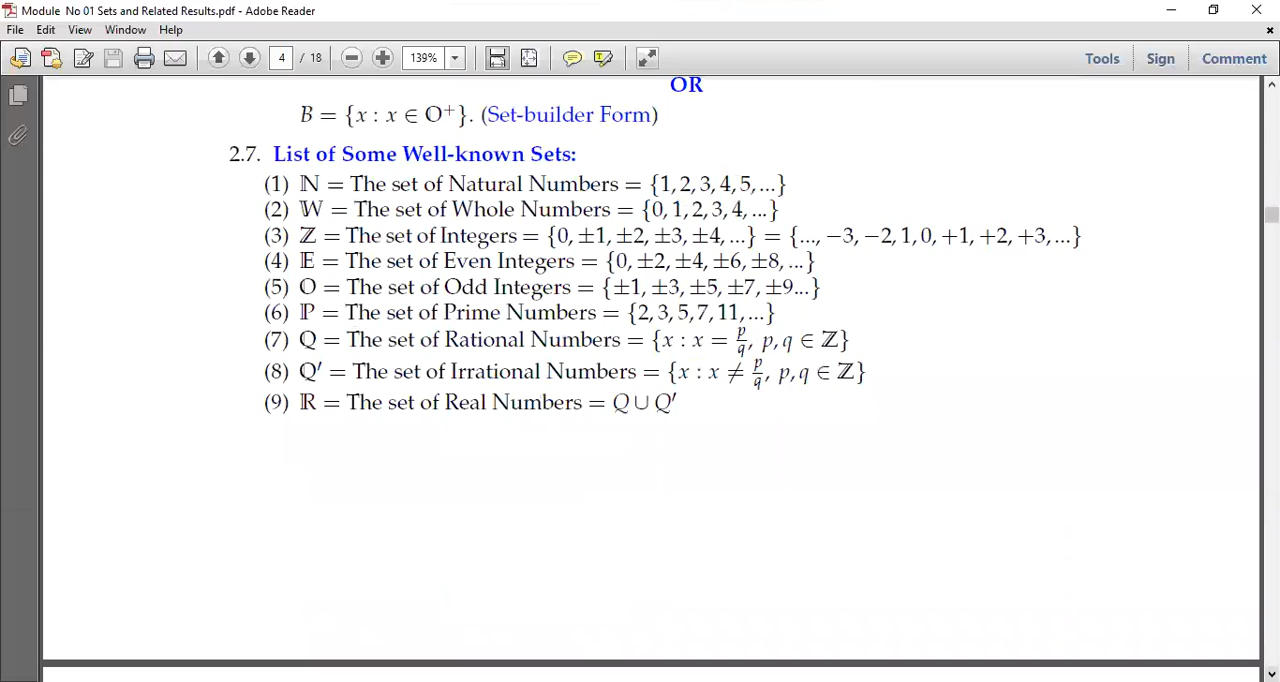 Module No 01 Sets and Related Results.pdf - Adobe Reader
File Edit View Window Help
4 / 18 139% Tools Sign Comment
OR
B = {x : x ∈ O⁺}. (Set-builder Form)
2.7. List of Some Well-known Sets:
(1) ℕ = The set of Natural Numbers = {1, 2, 3, 4, 5, ...}
(2) 𝕎 = The set of Whole Numbers = {0, 1, 2, 3, 4, ...}
(3) ℤ = The set of Integers = {0, ±1, ±2, ±3, ±4, ...} = {..., −3, −2, 1, 0, +1, +2, +3, ...}
(4) 𝔼 = The set of Even Integers = {0, ±2, ±4, ±6, ±8, ...}
(5) 𝕆 = The set of Odd Integers = {±1, ±3, ±5, ±7, ±9...}
(6) ℙ = The set of Prime Numbers = {2, 3, 5, 7, 11, ...}
(7) ℚ = The set of Rational Numbers = {x : x = p/q, p, q ∈ ℤ}
(8) ℚ′ = The set of Irrational Numbers = {x : x ≠ p/q, p, q ∈ ℤ}
(9) ℝ = The set of Real Numbers = Q ∪ Q′